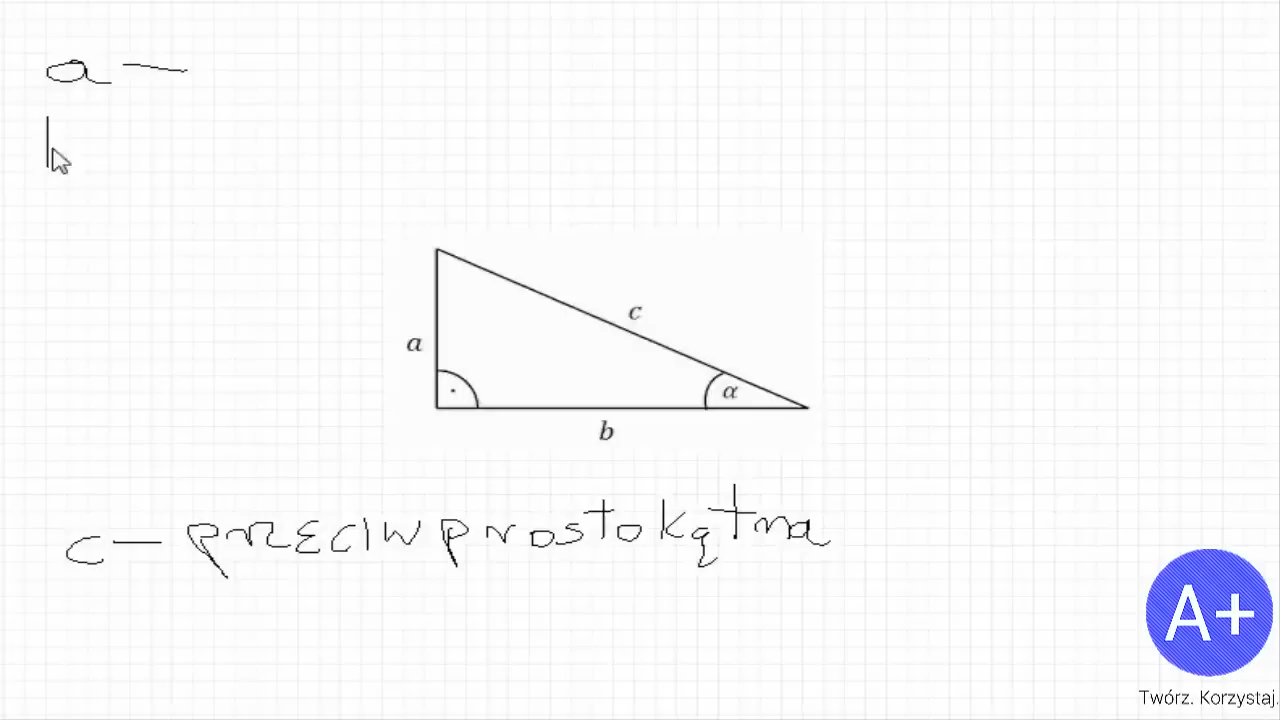 a —
c
a
α
b
c — przeciwprostokątna
A+
Twórz. Korzystaj.